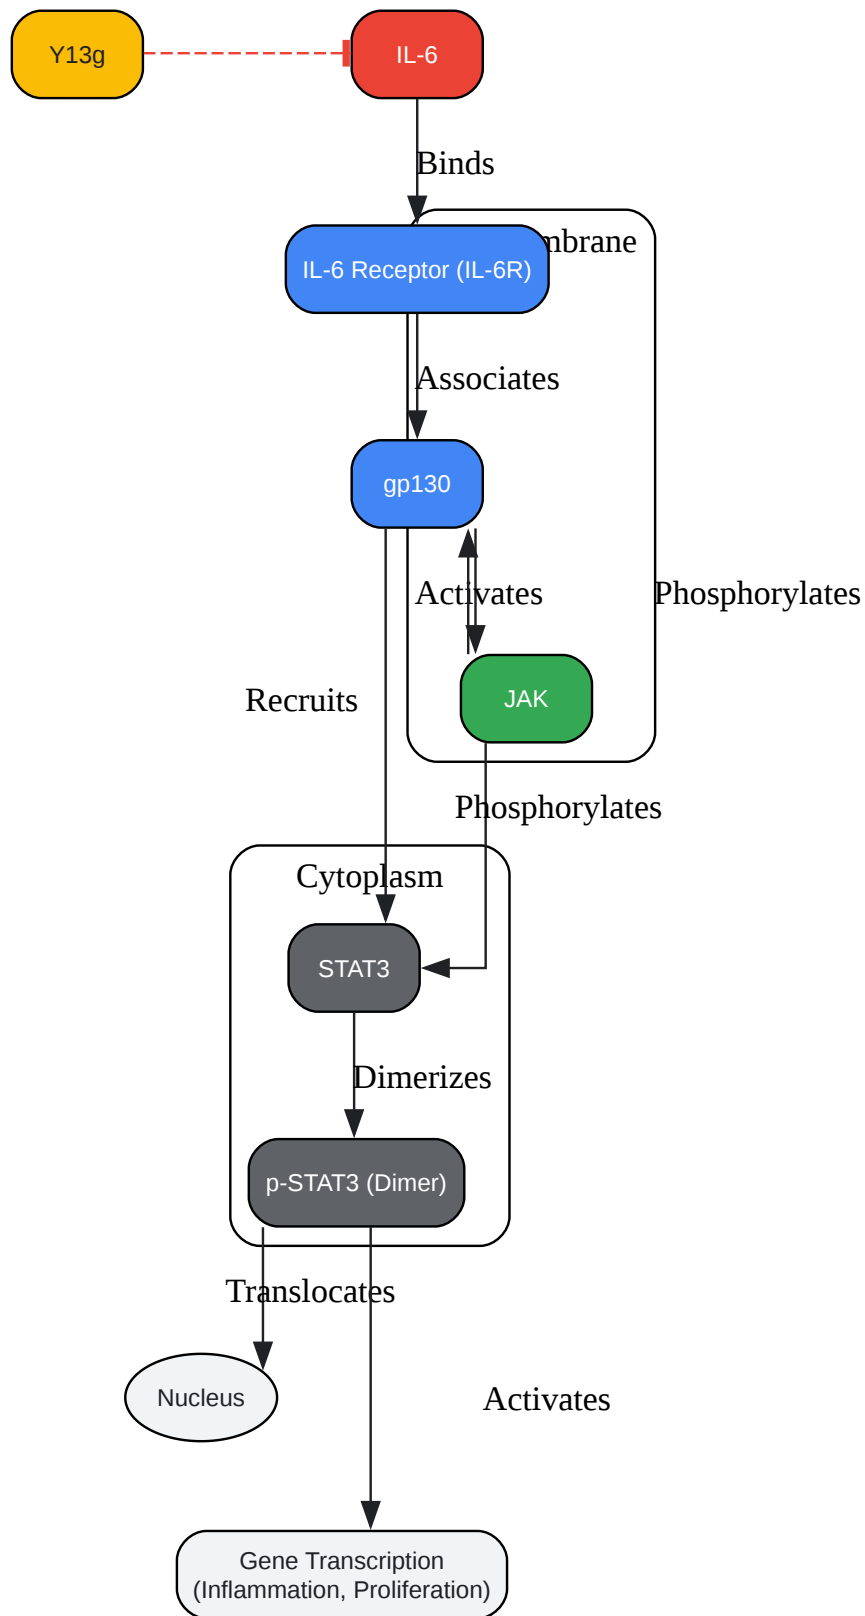 Y13g
IL-6
Binds
IL-6 Receptor (IL-6R)
Associates
gp130
Activates
Phosphorylates
JAK
Recruits
Phosphorylates
Cytoplasm
STAT3
Dimerizes
p-STAT3 (Dimer)
Translocates
Nucleus
Activates
Gene Transcription
(Inflammation, Proliferation)